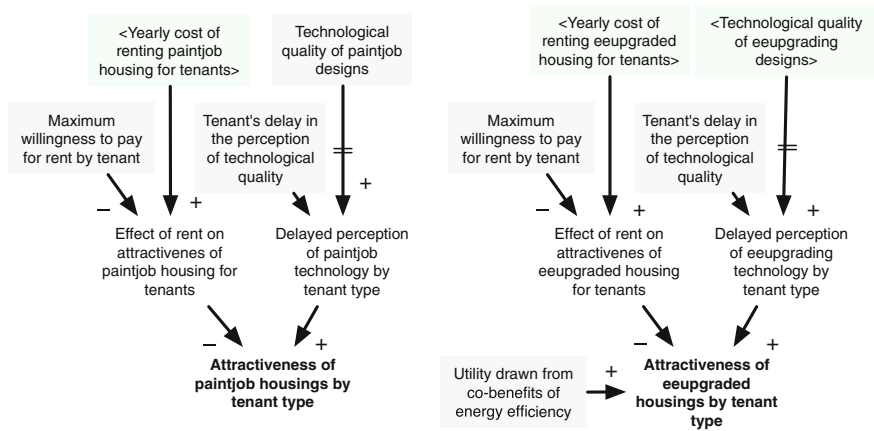 <Yearly cost of
renting paintjob
housing for tenants>
Technological
quality of paintjob
designs
Maximum
willingness to pay
for rent by tenant
Tenant's delay in
the perception
of technological
quality
–
+
+
Effect of rent on
attractivenes of
paintjob housing for
tenants
Delayed perception
of paintjob
technology by
tenant type
–
+
Attractiveness of
paintjob housings by
tenant type
<Yearly cost of
renting eeupgraded
housing for tenants>
<Technological quality
of eeupgrading
designs>
Maximum
willingness to pay
for rent by tenant
Tenant's delay in
the perception
of technological
quality
–
+
+
Effect of rent on
attractivenes of
eeupgraded housing
for tenants
Delayed perception
of eeupgrading
technology by
tenant type
–
+
Utility drawn from
co-benefits of
energy efficiency
+
Attractiveness of
eeupgraded
housings by tenant
type